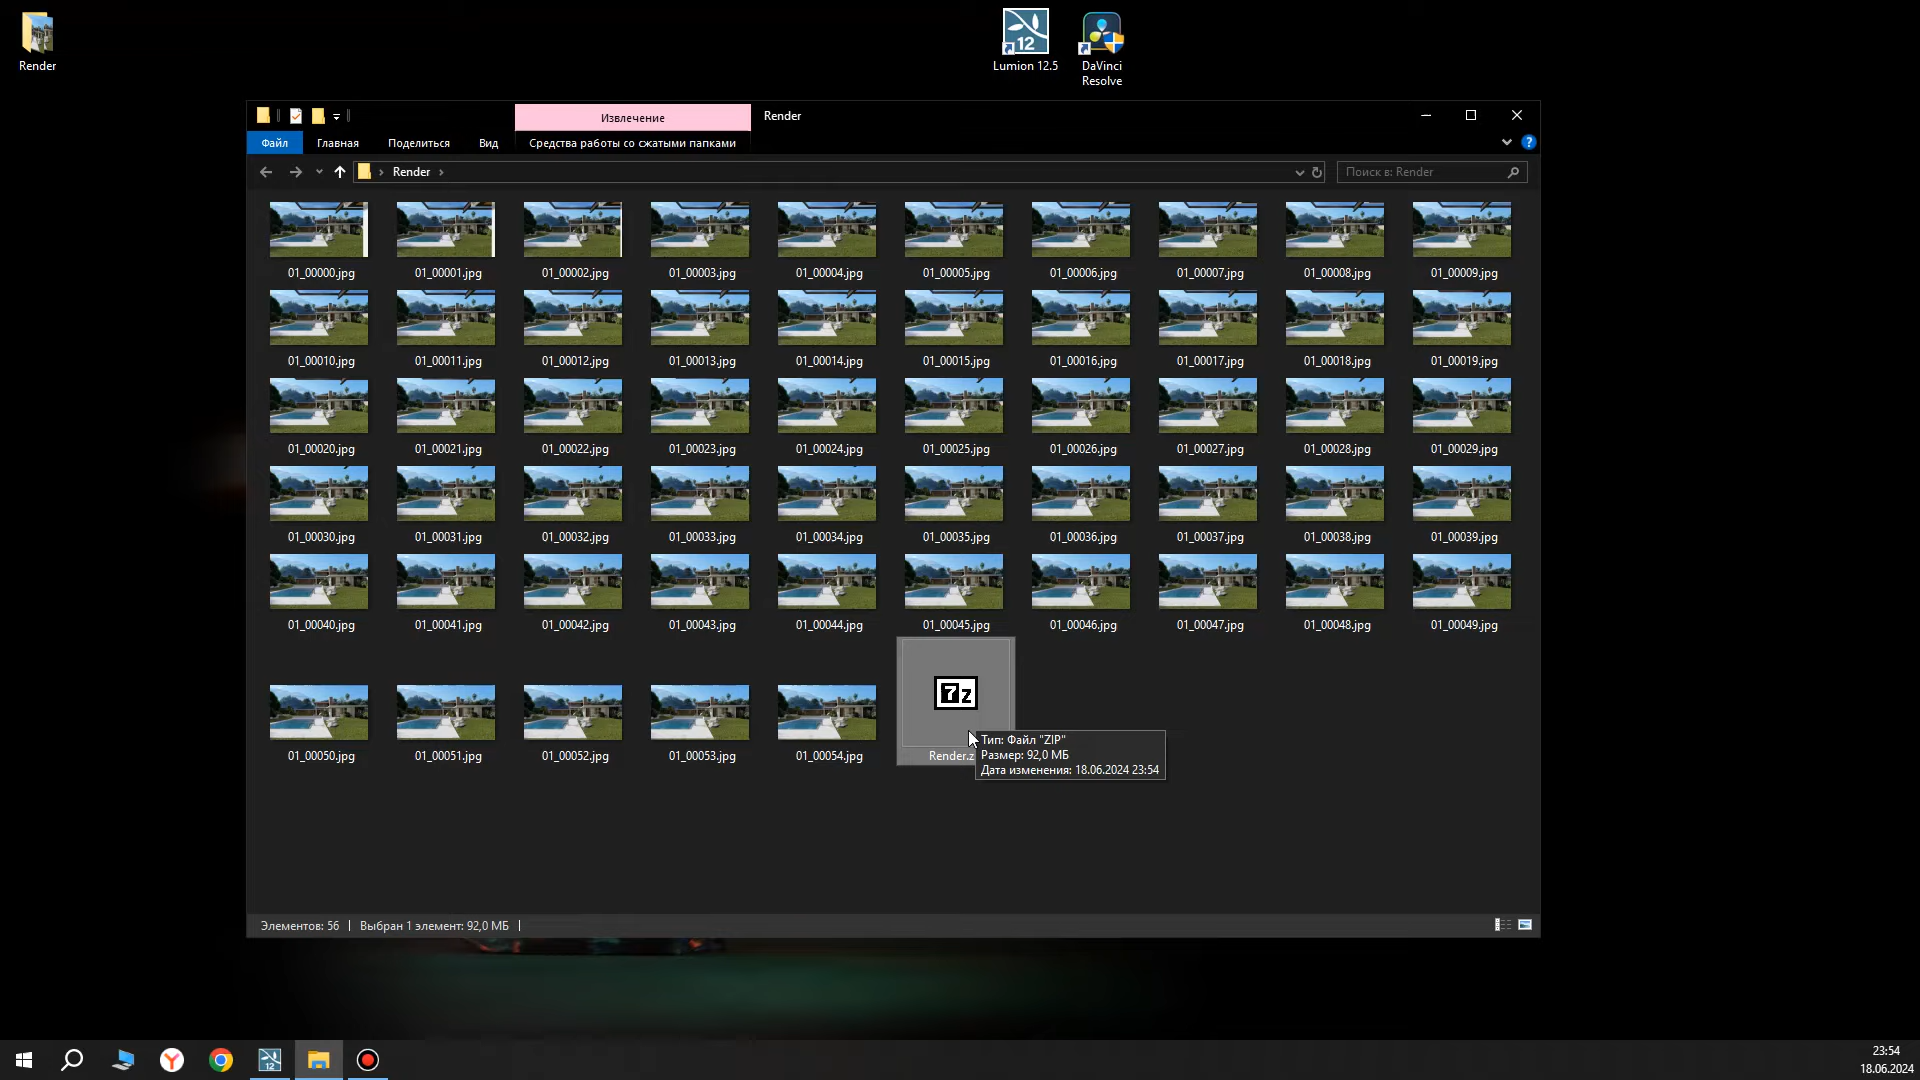 Render
12
Lumion 12.5
DaVinci
Resolve
Извлечение
Render
Файл
Главная
Поделиться
Вид
Средства работы со сжатыми папками
?
Render
Поиск в: Render
01_00000.jpg
01_00001.jpg
01_00002.jpg
01_00003.jpg
01_00004.jpg
01_00005.jpg
01_00006.jpg
01_00007.jpg
01_00008.jpg
01_00009.jpg
01_00010.jpg
01_00011.jpg
01_00012.jpg
01_00013.jpg
01_00014.jpg
01_00015.jpg
01_00016.jpg
01_00017.jpg
01_00018.jpg
01_00019.jpg
01_00020.jpg
01_00021.jpg
01_00022.jpg
01_00023.jpg
01_00024.jpg
01_00025.jpg
01_00026.jpg
01_00027.jpg
01_00028.jpg
01_00029.jpg
01_00030.jpg
01_00031.jpg
01_00032.jpg
01_00033.jpg
01_00034.jpg
01_00035.jpg
01_00036.jpg
01_00037.jpg
01_00038.jpg
01_00039.jpg
01_00040.jpg
01_00041.jpg
01_00042.jpg
01_00043.jpg
01_00044.jpg
01_00045.jpg
01_00046.jpg
01_00047.jpg
01_00048.jpg
01_00049.jpg
7z
01_00050.jpg
01_00051.jpg
01_00052.jpg
01_00053.jpg
01_00054.jpg
Render.z
Тип: Файл "ZIP"
Размер: 92,0 МБ
Дата изменения: 18.06.2024 23:54
Элементов: 56
Выбран 1 элемент: 92,0 МБ
12
23:54
18.06.2024